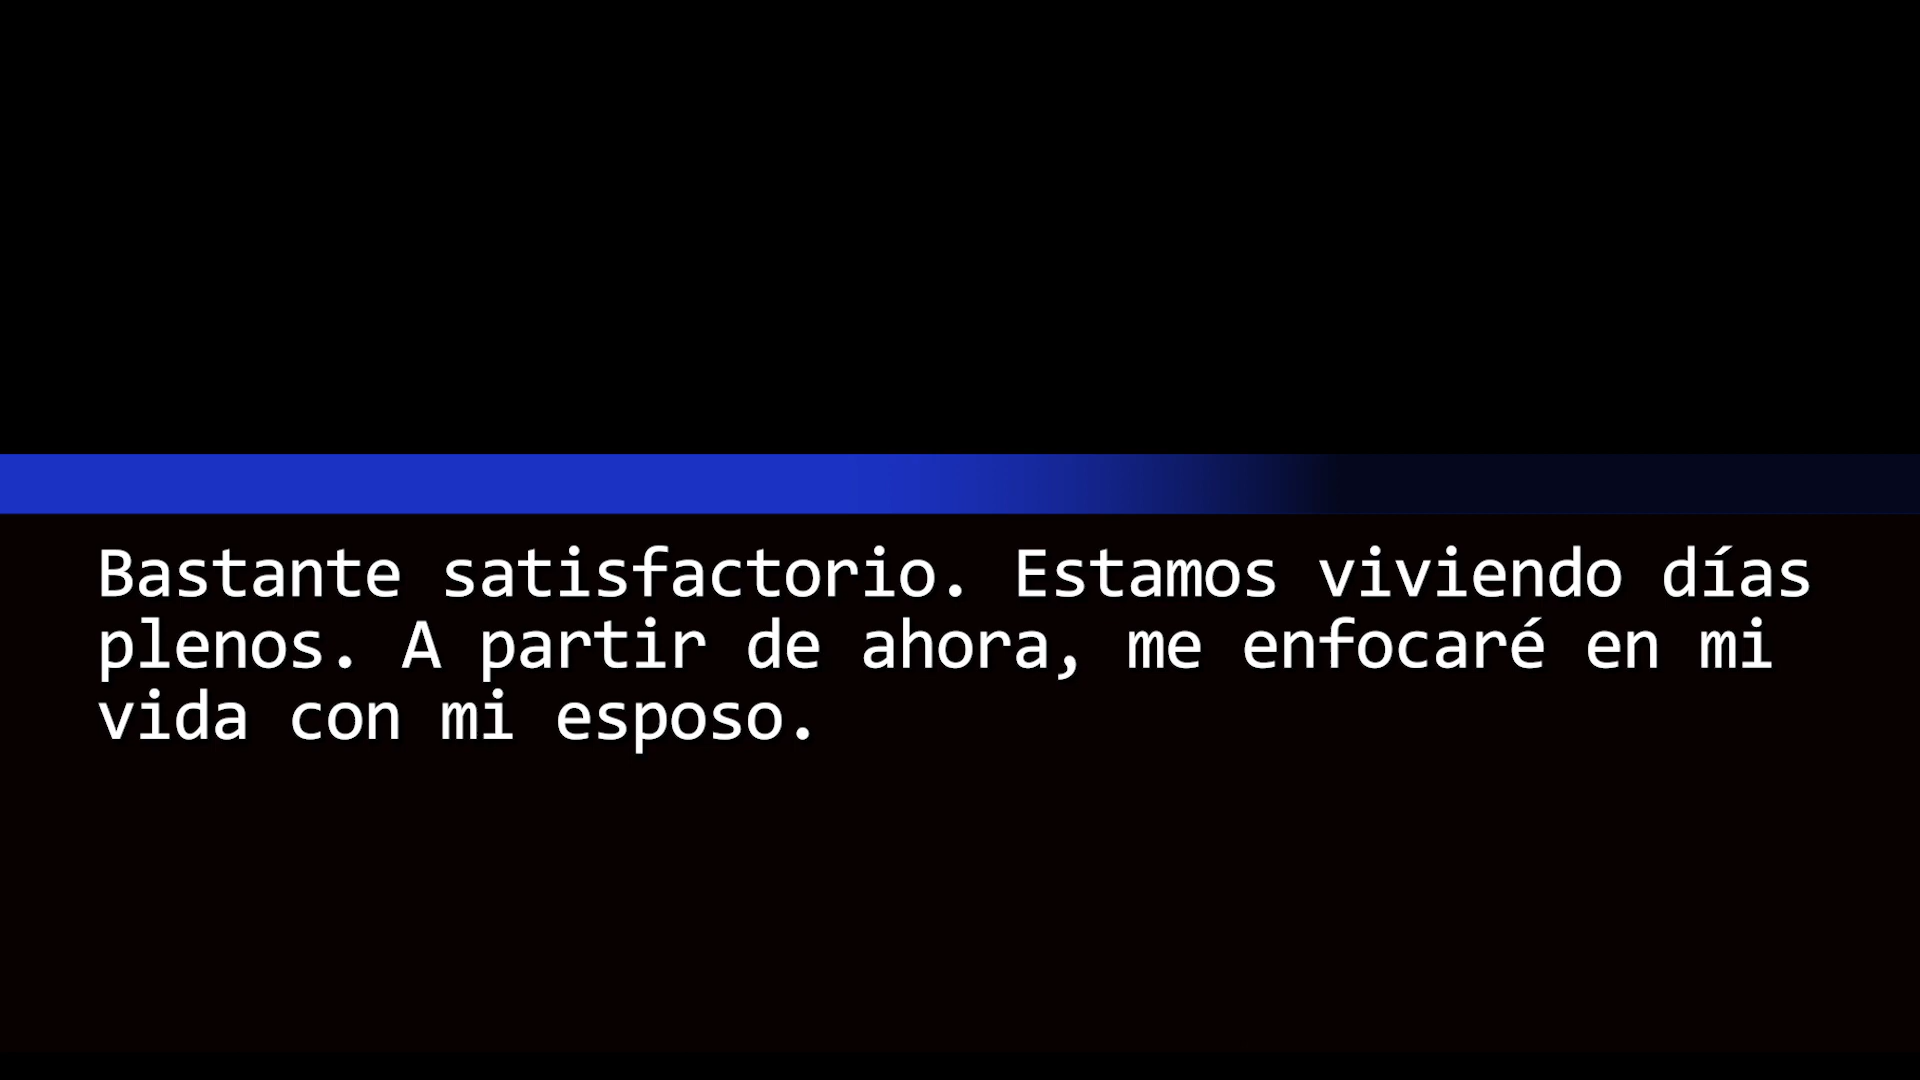 Bastante satisfactorio. Estamos viviendo días
plenos. A partir de ahora, me enfocaré en mi
vida con mi esposo.